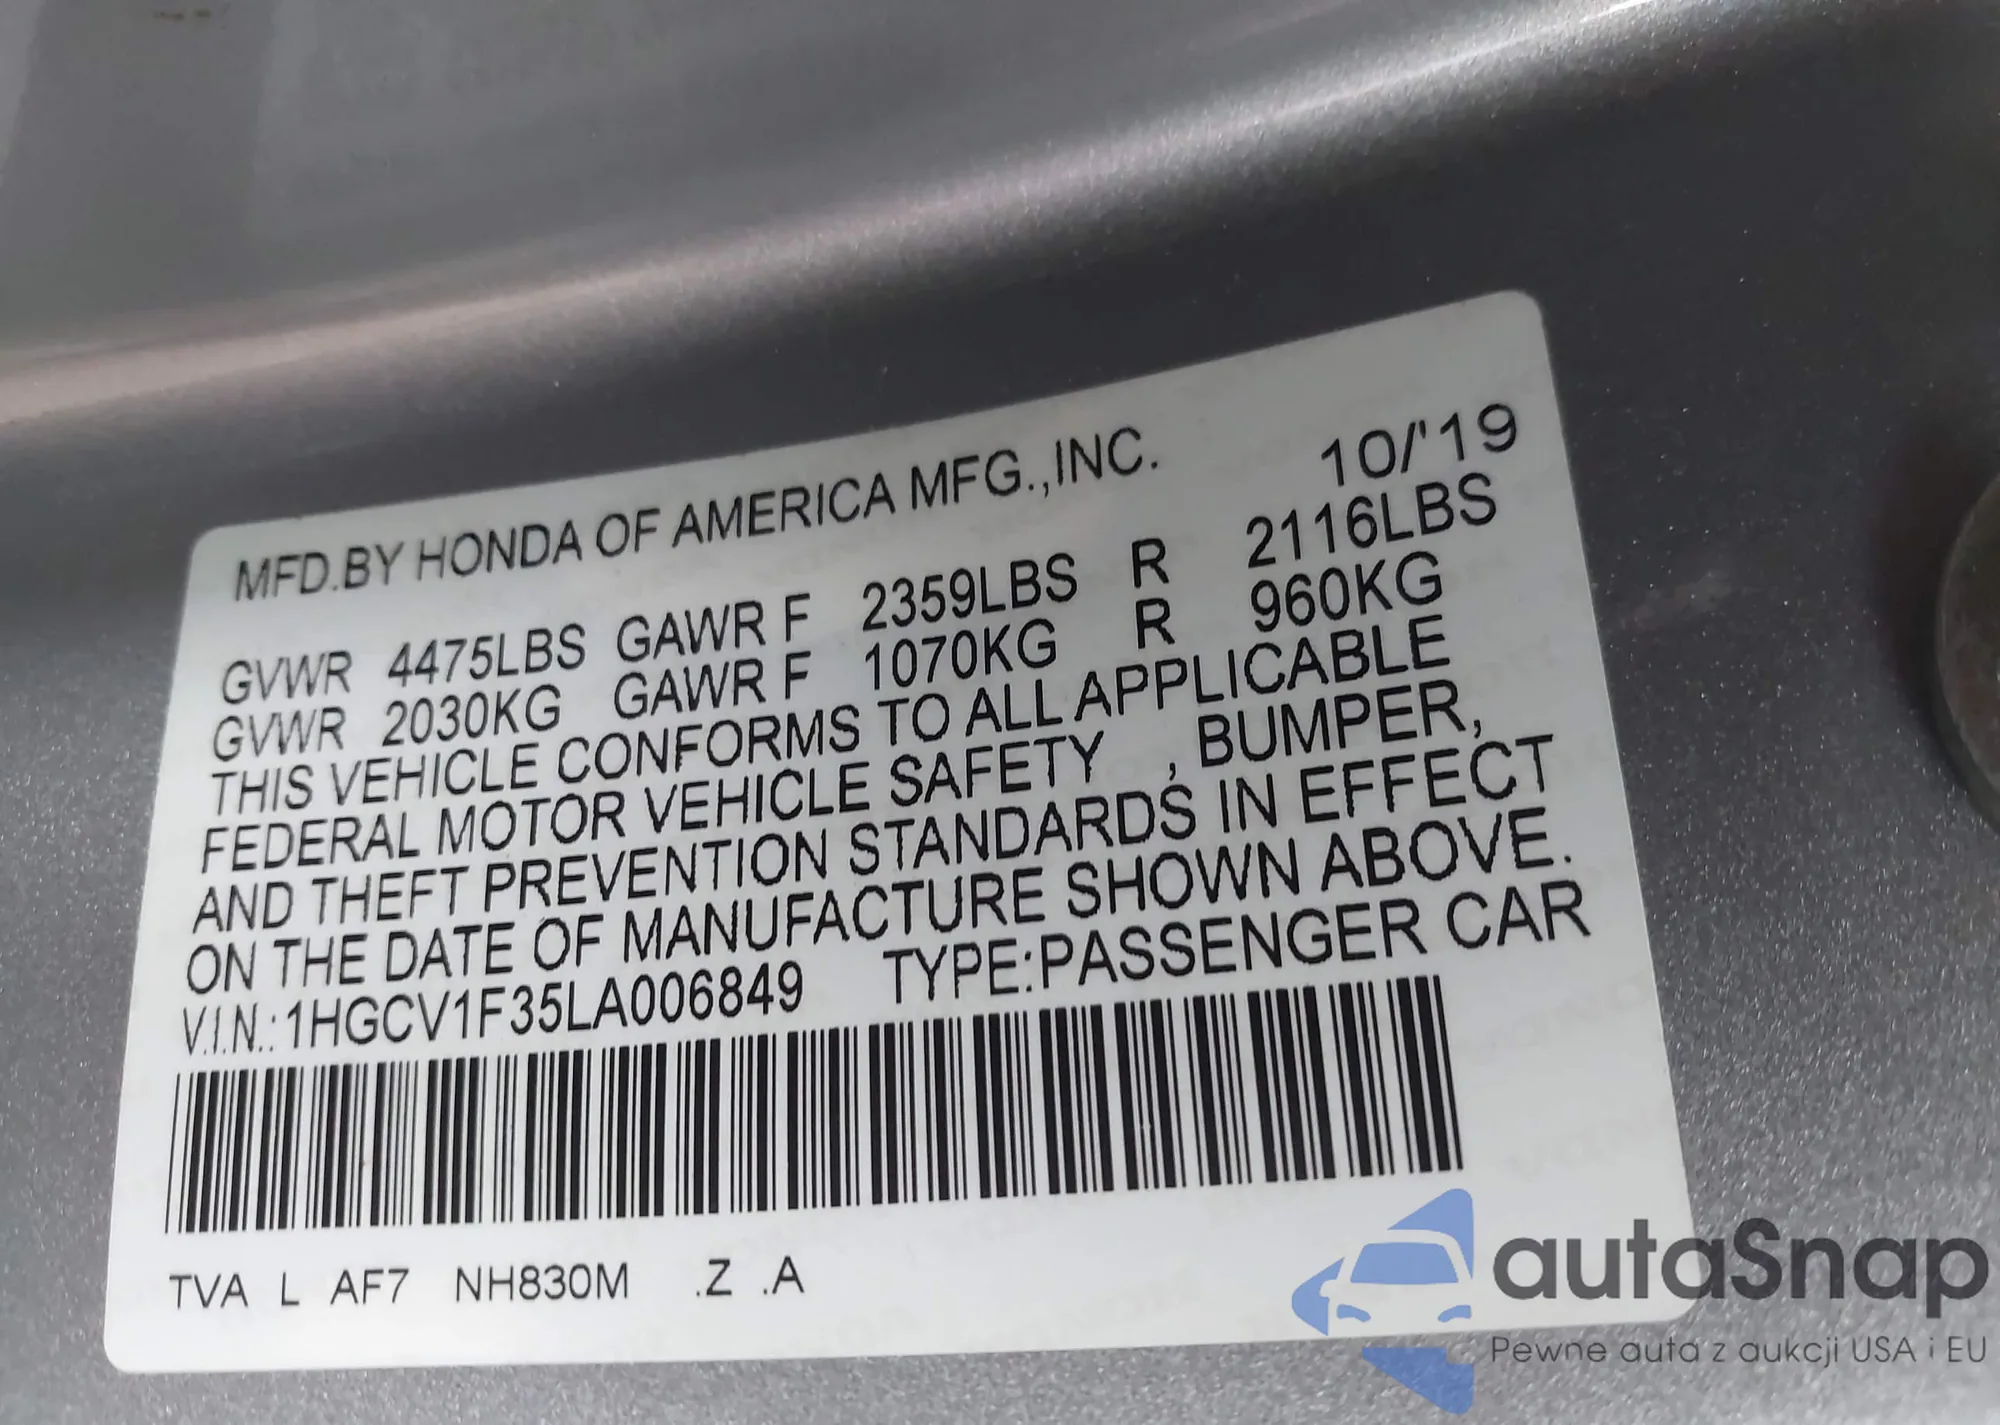 MFD.BY HONDA OF AMERICA MFG.,INC. 10/'19
GVWR 4475LBS GAWR F 2359LBS R 2116LBS
GVWR 2030KG GAWR F 1070KG R 960KG
THIS VEHICLE CONFORMS TO ALL APPLICABLE
FEDERAL MOTOR VEHICLE SAFETY , BUMPER,
AND THEFT PREVENTION STANDARDS IN EFFECT
ON THE DATE OF MANUFACTURE SHOWN ABOVE.
V.I.N.: 1HGCV1F35LA006849 TYPE:PASSENGER CAR
TVA L AF7 NH830M .Z .A
autaSnap
Pewne auta z aukcji USA i EU